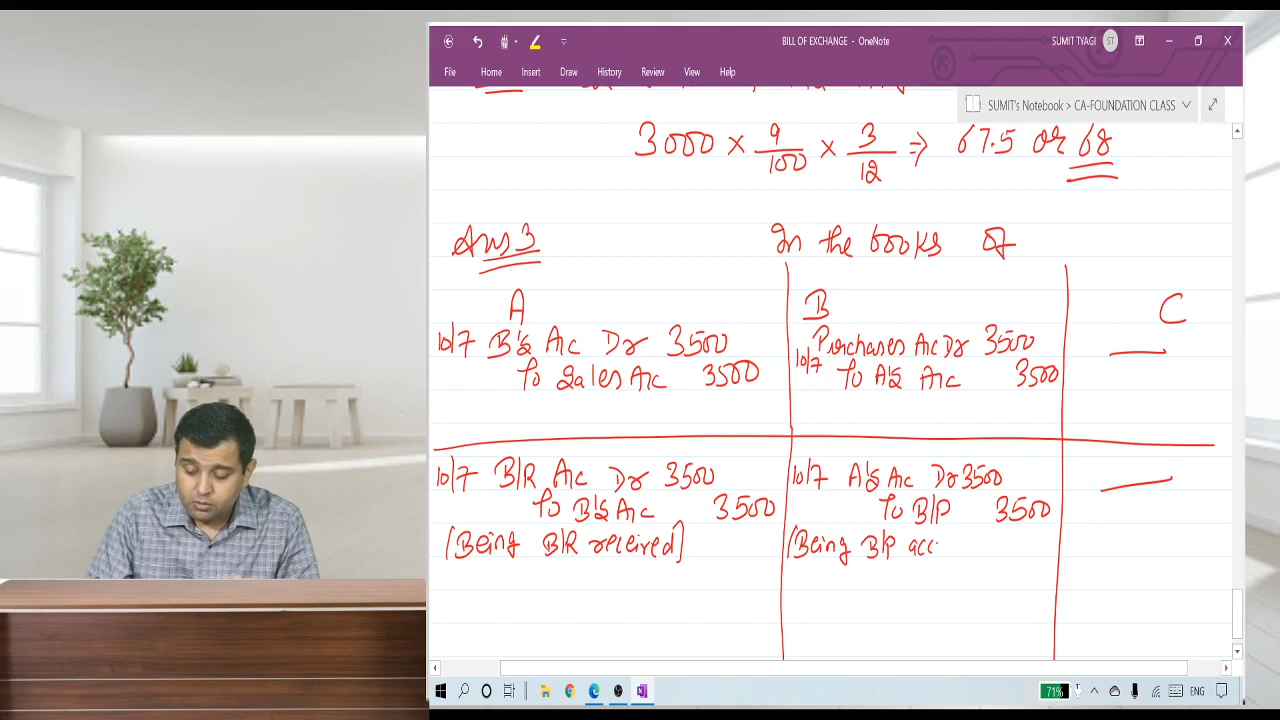 BILL OF EXCHANGE - OneNote
SUMIT TYAGI ST
File Home Insert Draw History Review View Help
SUMIT's Notebook > CA-FOUNDATION CLASS
3000 × 9/100 × 3/12 => 67.5 or 68
Ans 3 In the books of
A
10/7 B's A/c Dr 3500
To Sales A/c 3500
B
10/7 Purchases A/c Dr 3500
To A's A/c 3500
C
10/7 B/R A/c Dr 3500
To B's A/c 3500
(Being B/R received)
10/7 A's A/c Dr 3500
To B/P 3500
(Being B/P acc
71% ENG